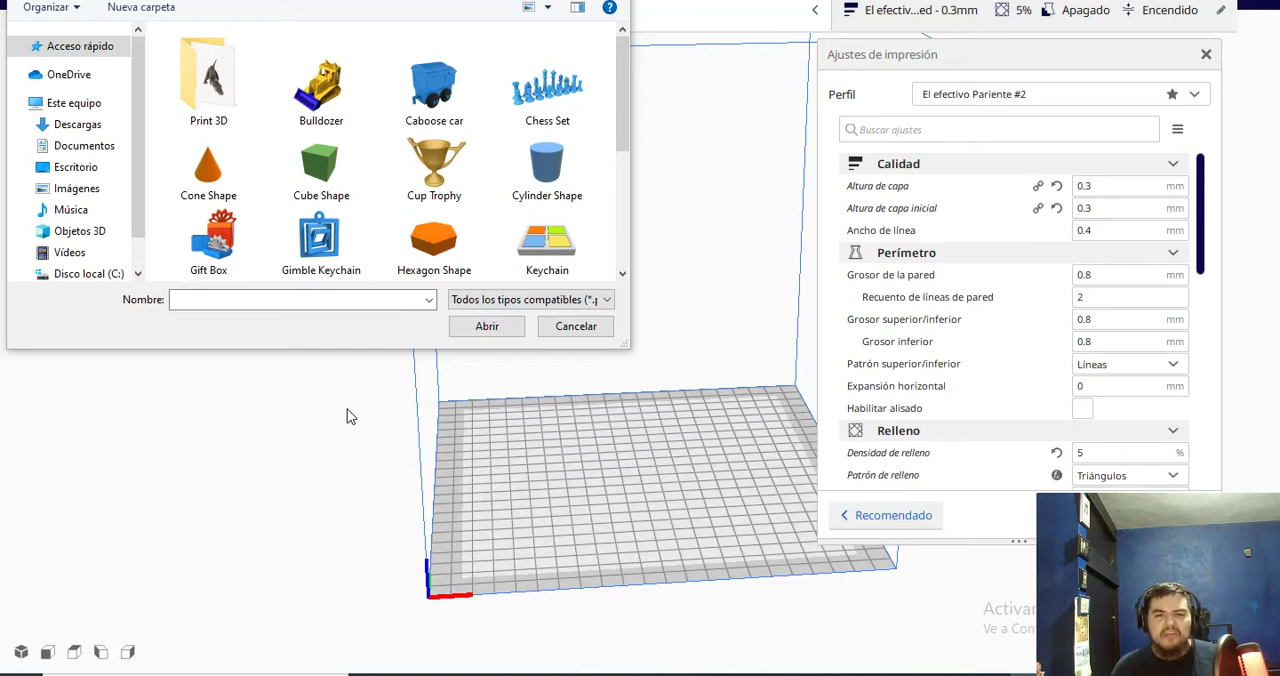 Organizar
Nueva carpeta
Acceso rápido
OneDrive
Este equipo
Descargas
Documentos
Escritorio
Imágenes
Música
Objetos 3D
Vídeos
Disco local (C:)
Print 3D
Bulldozer
Caboose car
Chess Set
Cone Shape
Cube Shape
Cup Trophy
Cylinder Shape
Gift Box
Gimble Keychain
Hexagon Shape
Keychain
Nombre:
Todos los tipos compatibles (*.p
Abrir
Cancelar
El efectiv...ed - 0.3mm
5%
Apagado
Encendido
Ajustes de impresión
Perfil
El efectivo Pariente #2
Buscar ajustes
Calidad
Altura de capa 0.3 mm
Altura de capa inicial 0.3 mm
Ancho de línea 0.4 mm
Perímetro
Grosor de la pared 0.8 mm
Recuento de líneas de pared 2
Grosor superior/inferior 0.8 mm
Grosor inferior 0.8 mm
Patrón superior/inferior Líneas
Expansión horizontal 0 mm
Habilitar alisado
Relleno
Densidad de relleno 5 %
Patrón de relleno Triángulos
Recomendado
Activar
Ve a Con